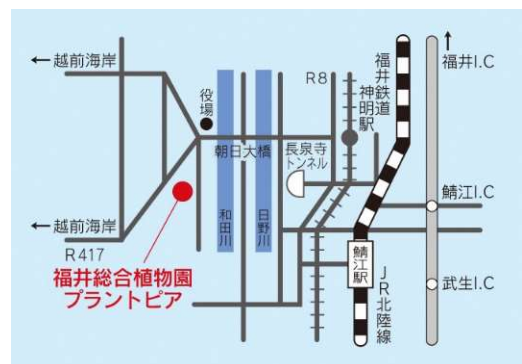 ←越前海岸
役場
朝日大橋
R8
長泉寺
トンネル
福井鉄道
神明駅
↑
福井I.C
鯖江I.C
武生I.C
←越前海岸
R417
和田川
日野川
鯖江駅
JR北陸線
福井総合植物園
プラントピア